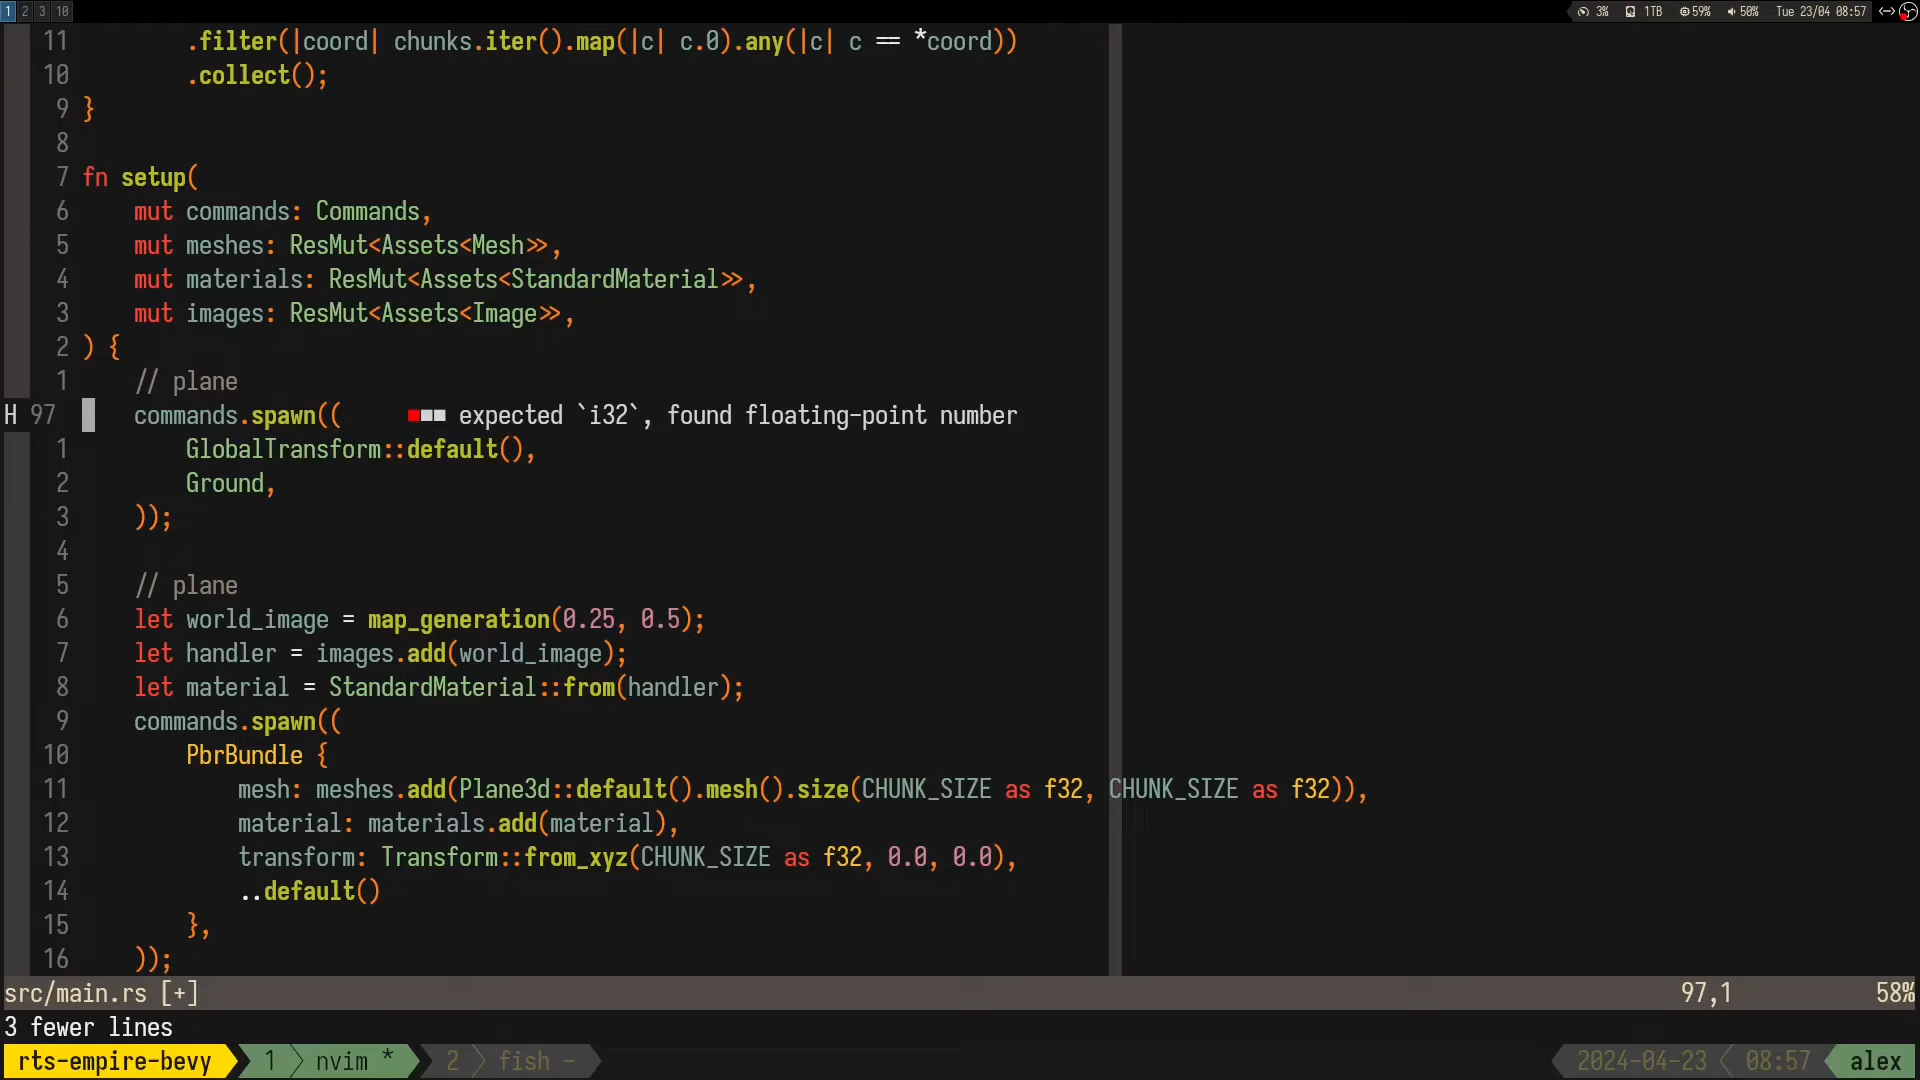 1 2 3 10 3% 1TB 59% 50% Tue 23/04 08:57
11 .filter(|coord| chunks.iter().map(|c| c.0).any(|c| c == *coord))
10 .collect();
9 }
8
7 fn setup(
6 mut commands: Commands,
5 mut meshes: ResMut<Assets<Mesh>>,
4 mut materials: ResMut<Assets<StandardMaterial>>,
3 mut images: ResMut<Assets<Image>>,
2 ) {
1 // plane
H 97 commands.spawn(( ■■■ expected `i32`, found floating-point number
1 GlobalTransform::default(),
2 Ground,
3 ));
4
5 // plane
6 let world_image = map_generation(0.25, 0.5);
7 let handler = images.add(world_image);
8 let material = StandardMaterial::from(handler);
9 commands.spawn((
10 PbrBundle {
11 mesh: meshes.add(Plane3d::default().mesh().size(CHUNK_SIZE as f32, CHUNK_SIZE as f32)),
12 material: materials.add(material),
13 transform: Transform::from_xyz(CHUNK_SIZE as f32, 0.0, 0.0),
14 ..default()
15 },
16 ));
src/main.rs [+] 97,1 58%
3 fewer lines
rts-empire-bevy 1 nvim * 2 fish - 2024-04-23 08:57 alex